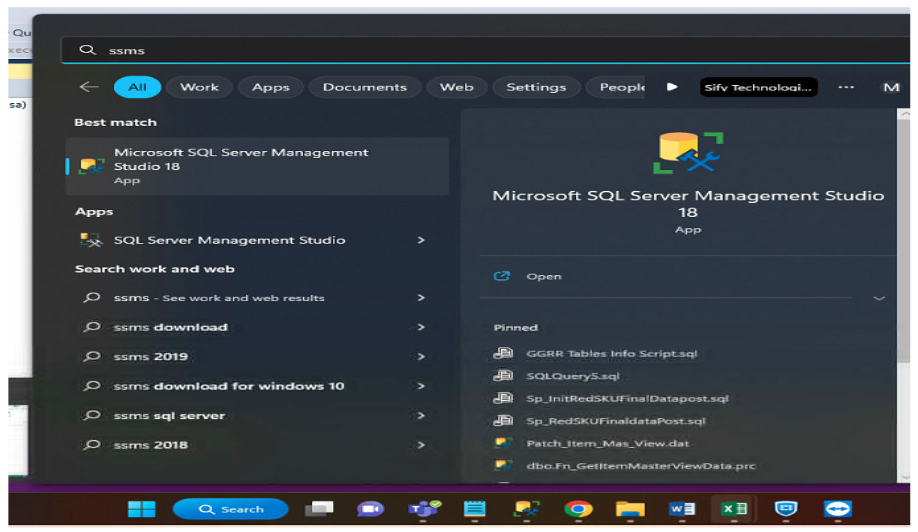 Qu
ssms
All
Work
Apps
Documents
Web
Settings
People
Sify Technologi...
...
M
sa)
Best match
Microsoft SQL Server Management
Studio 18
App
Apps
SQL Server Management Studio
Search work and web
ssms - See work and web results
ssms download
ssms 2019
ssms download for windows 10
ssms sql server
ssms 2018
Microsoft SQL Server Management Studio
18
App
Open
Pinned
GGRR Tables Info Script.sql
SQLQuery5.sql
Sp_InitRedSKUFinalDatapost.sql
Sp_RedSKUFinaldataPost.sql
Patch_Item_Mas_View.dat
dbo.Fn_GetItemMasterViewData.prc
Search